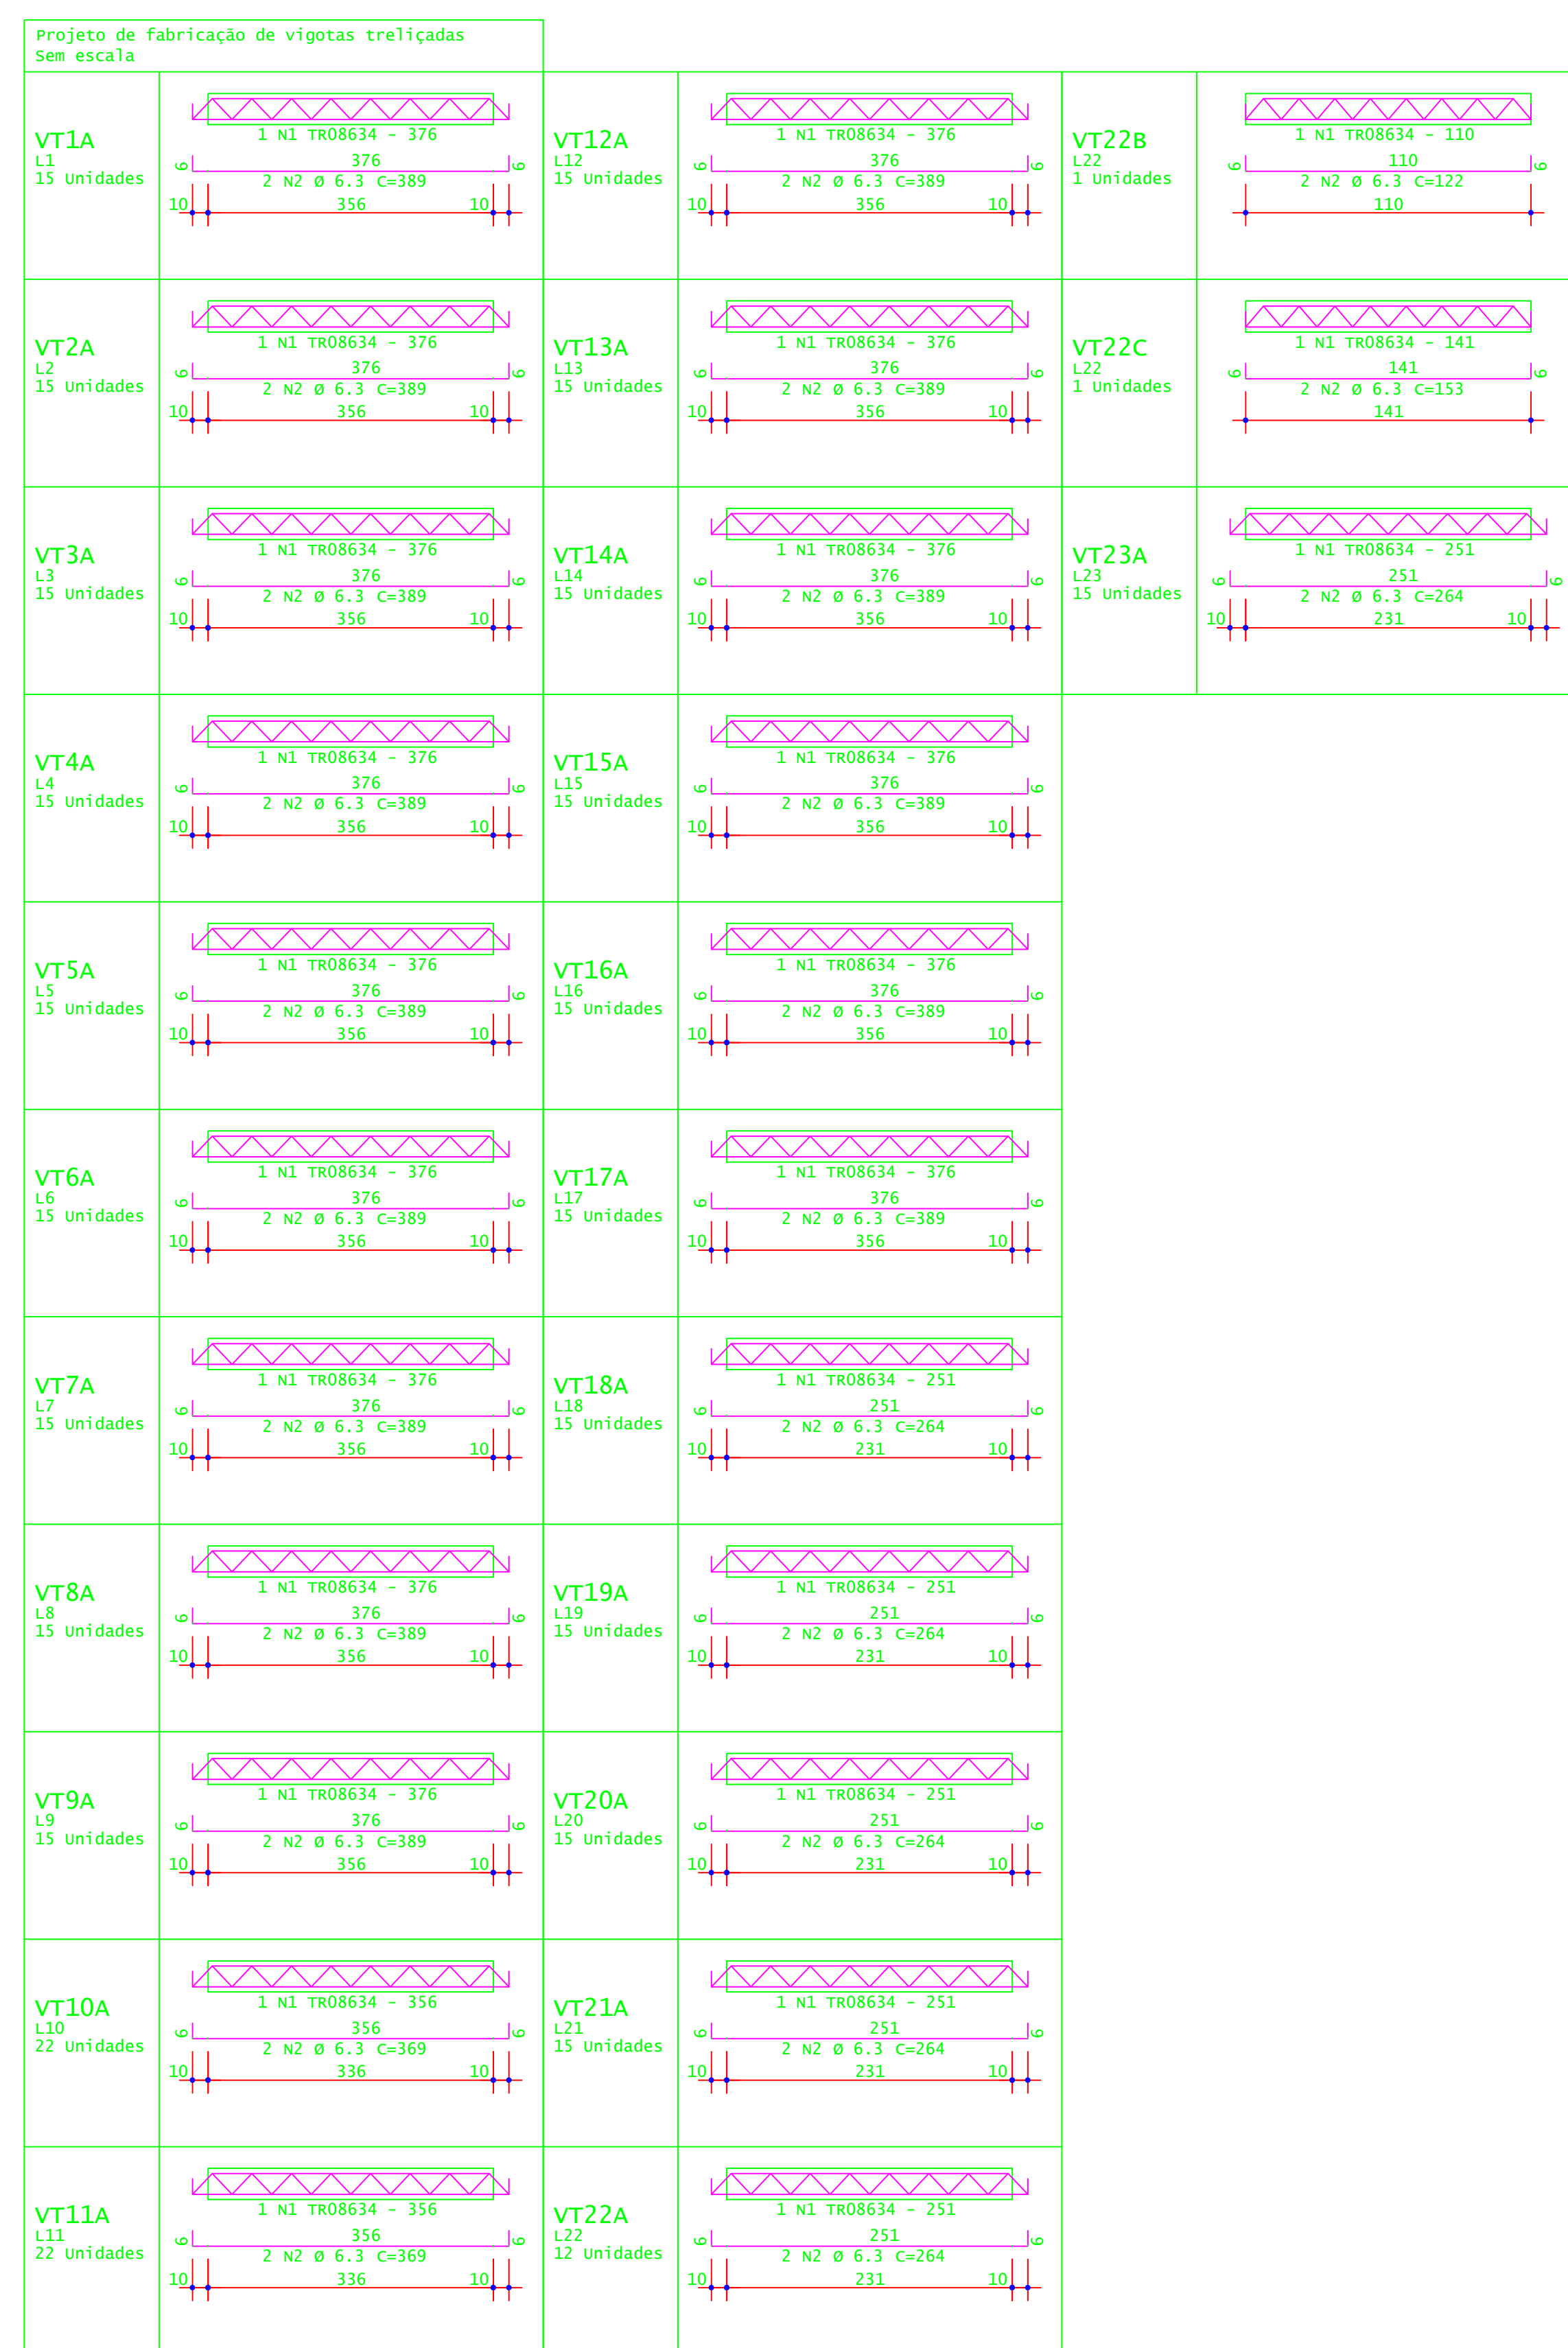 Projeto de fabricação de vigotas treliçadas
Sem escala
VT1A
L1
15 Unidades
1 N1 TR08634 - 376
6 376 6
2 N2 Ø 6.3 C=389
10 356 10
VT2A
L2
15 Unidades
1 N1 TR08634 - 376
6 376 6
2 N2 Ø 6.3 C=389
10 356 10
VT3A
L3
15 Unidades
1 N1 TR08634 - 376
6 376 6
2 N2 Ø 6.3 C=389
10 356 10
VT4A
L4
15 Unidades
1 N1 TR08634 - 376
6 376 6
2 N2 Ø 6.3 C=389
10 356 10
VT5A
L5
15 Unidades
1 N1 TR08634 - 376
6 376 6
2 N2 Ø 6.3 C=389
10 356 10
VT6A
L6
15 Unidades
1 N1 TR08634 - 376
6 376 6
2 N2 Ø 6.3 C=389
10 356 10
VT7A
L7
15 Unidades
1 N1 TR08634 - 376
6 376 6
2 N2 Ø 6.3 C=389
10 356 10
VT8A
L8
15 Unidades
1 N1 TR08634 - 376
6 376 6
2 N2 Ø 6.3 C=389
10 356 10
VT9A
L9
15 Unidades
1 N1 TR08634 - 376
6 376 6
2 N2 Ø 6.3 C=389
10 356 10
VT10A
L10
22 Unidades
1 N1 TR08634 - 356
6 356 6
2 N2 Ø 6.3 C=369
10 336 10
VT11A
L11
22 Unidades
1 N1 TR08634 - 356
6 356 6
2 N2 Ø 6.3 C=369
10 336 10
VT12A
L12
15 Unidades
1 N1 TR08634 - 376
6 376 6
2 N2 Ø 6.3 C=389
10 356 10
VT13A
L13
15 Unidades
1 N1 TR08634 - 376
6 376 6
2 N2 Ø 6.3 C=389
10 356 10
VT14A
L14
15 Unidades
1 N1 TR08634 - 376
6 376 6
2 N2 Ø 6.3 C=389
10 356 10
VT15A
L15
15 Unidades
1 N1 TR08634 - 376
6 376 6
2 N2 Ø 6.3 C=389
10 356 10
VT16A
L16
15 Unidades
1 N1 TR08634 - 376
6 376 6
2 N2 Ø 6.3 C=389
10 356 10
VT17A
L17
15 Unidades
1 N1 TR08634 - 376
6 376 6
2 N2 Ø 6.3 C=389
10 356 10
VT18A
L18
15 Unidades
1 N1 TR08634 - 251
6 251 6
2 N2 Ø 6.3 C=264
10 231 10
VT19A
L19
15 Unidades
1 N1 TR08634 - 251
6 251 6
2 N2 Ø 6.3 C=264
10 231 10
VT20A
L20
15 Unidades
1 N1 TR08634 - 251
6 251 6
2 N2 Ø 6.3 C=264
10 231 10
VT21A
L21
15 Unidades
1 N1 TR08634 - 251
6 251 6
2 N2 Ø 6.3 C=264
10 231 10
VT22A
L22
12 Unidades
1 N1 TR08634 - 251
6 251 6
2 N2 Ø 6.3 C=264
10 231 10
VT22B
L22
1 Unidades
1 N1 TR08634 - 110
6 110 6
2 N2 Ø 6.3 C=122
110
VT22C
L22
1 Unidades
1 N1 TR08634 - 141
6 141 6
2 N2 Ø 6.3 C=153
141
VT23A
L23
15 Unidades
1 N1 TR08634 - 251
6 251 6
2 N2 Ø 6.3 C=264
10 231 10